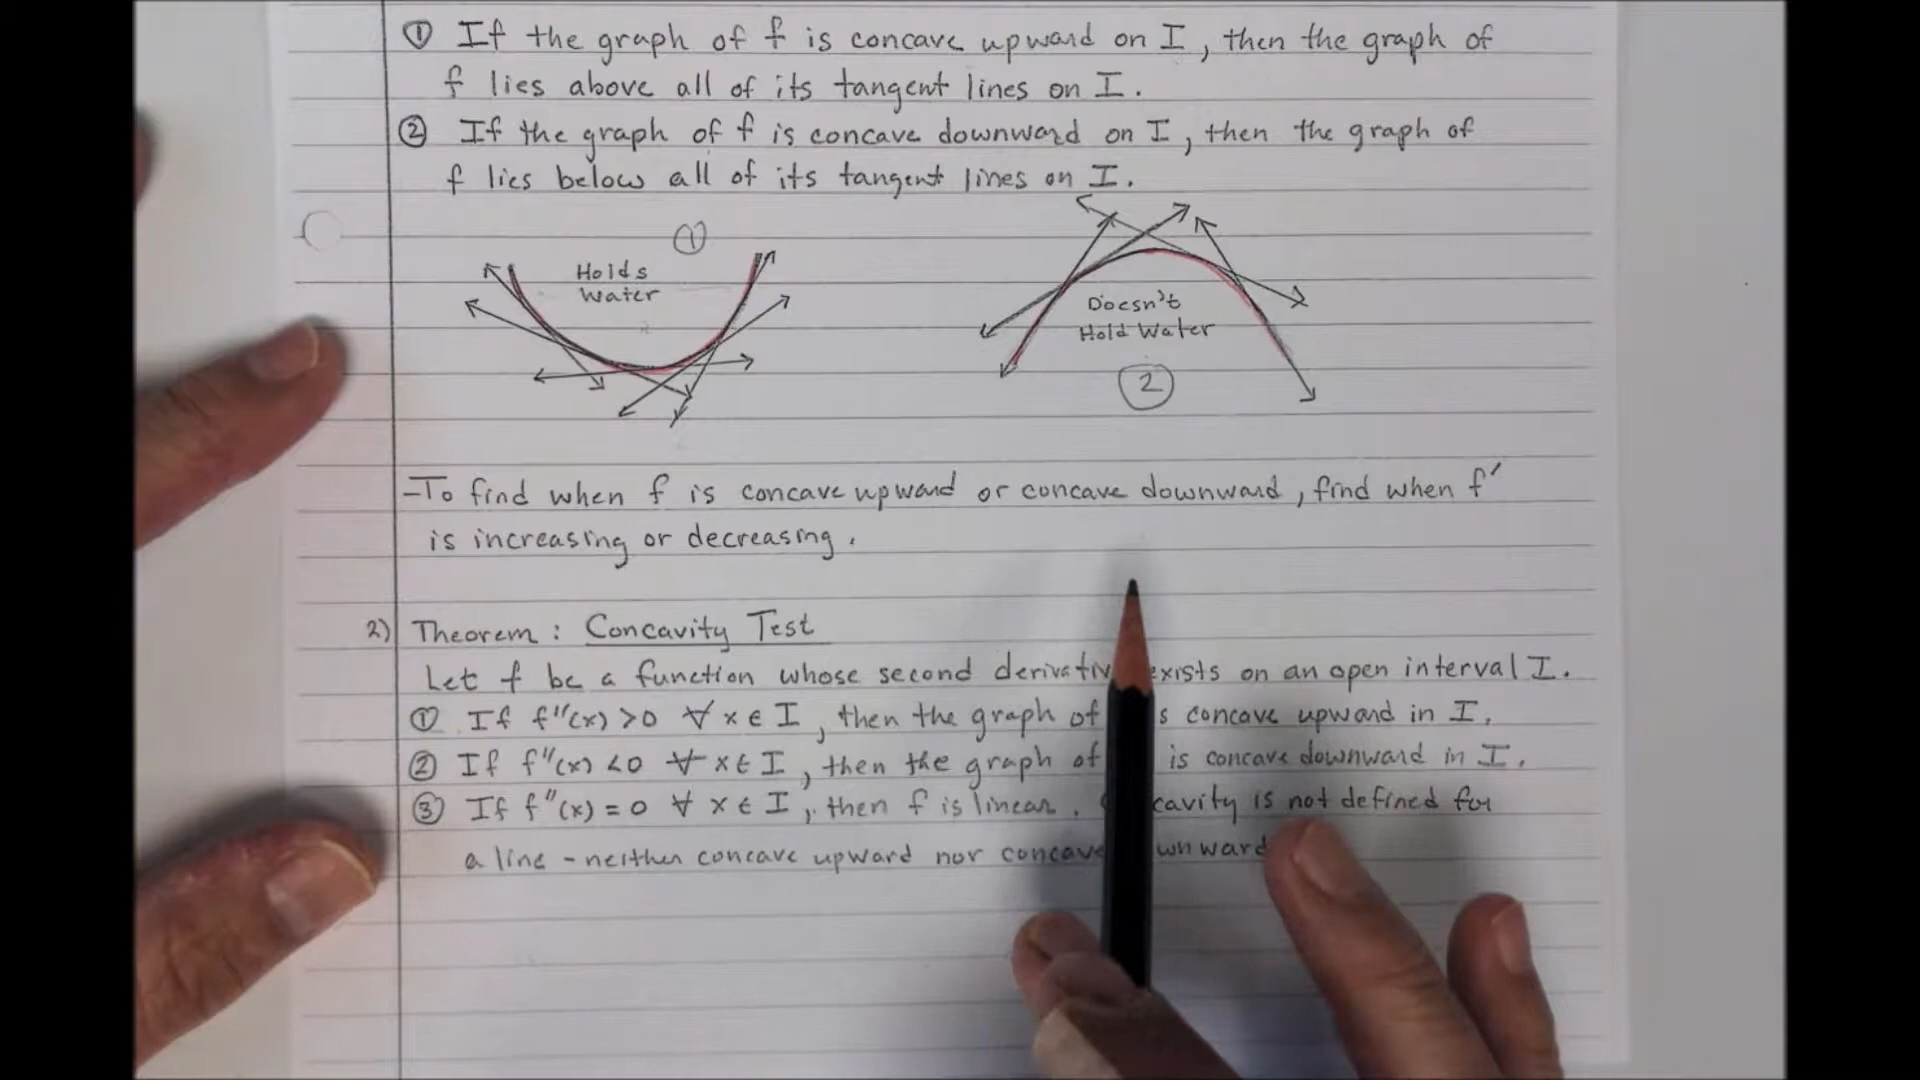 ① If the graph of f is concave upward on I, then the graph of
f lies above all of its tangent lines on I.
② If the graph of f is concave downward on I, then the graph of
f lies below all of its tangent lines on I.
①
Holds
Water
Doesn't
Hold Water
②
-To find when f is concave upward or concave downward, find when f'
is increasing or decreasing.
2) Theorem: Concavity Test
Let f be a function whose second derivativ exists on an open interval I.
① If f''(x) >0 ∀ x ∈ I, then the graph of s concave upward in I.
② If f''(x) <0 ∀ x ∈ I, then the graph of is concave downward in I.
③ If f''(x) = 0 ∀ x ∈ I, then f is linear. cavity is not defined for
a line - neither concave upward nor concave wnward